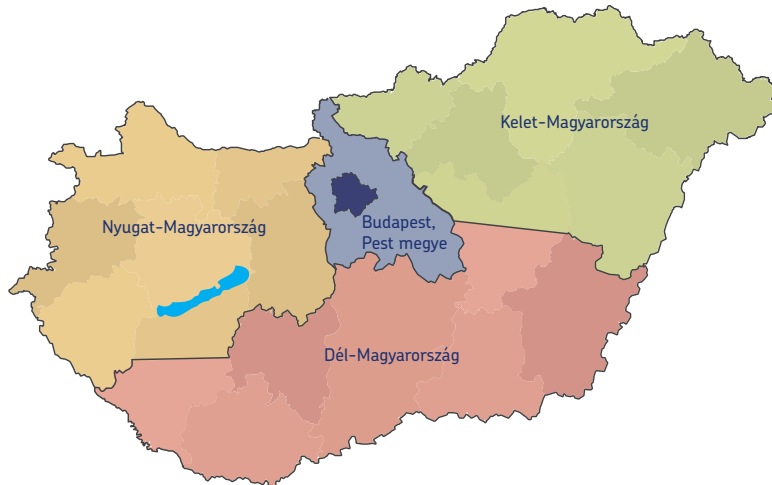 Kelet-Magyarország
Nyugat-Magyarország
Budapest,
Pest megye
Dél-Magyarország